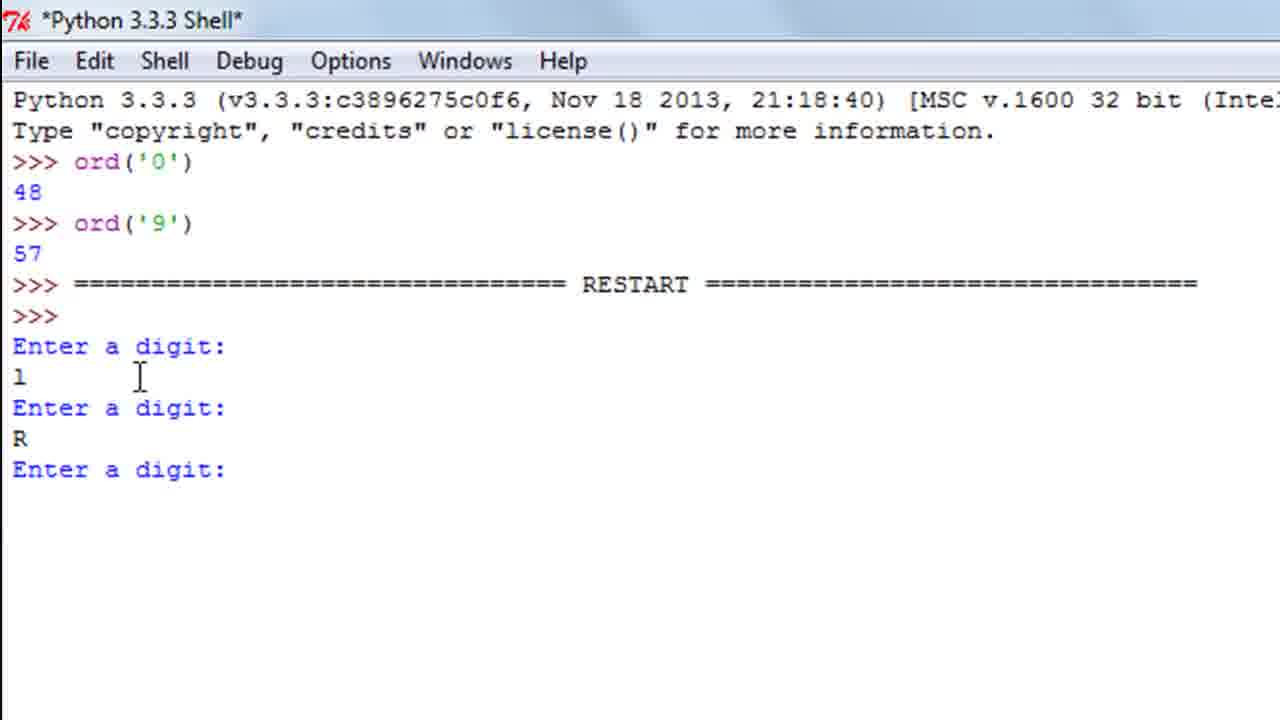 *Python 3.3.3 Shell*
File Edit Shell Debug Options Windows Help
Python 3.3.3 (v3.3.3:c3896275c0f6, Nov 18 2013, 21:18:40) [MSC v.1600 32 bit (Inte
Type "copyright", "credits" or "license()" for more information.
>>> ord('0')
48
>>> ord('9')
57
>>> ================================ RESTART ================================
>>>
Enter a digit:
1
Enter a digit:
R
Enter a digit: